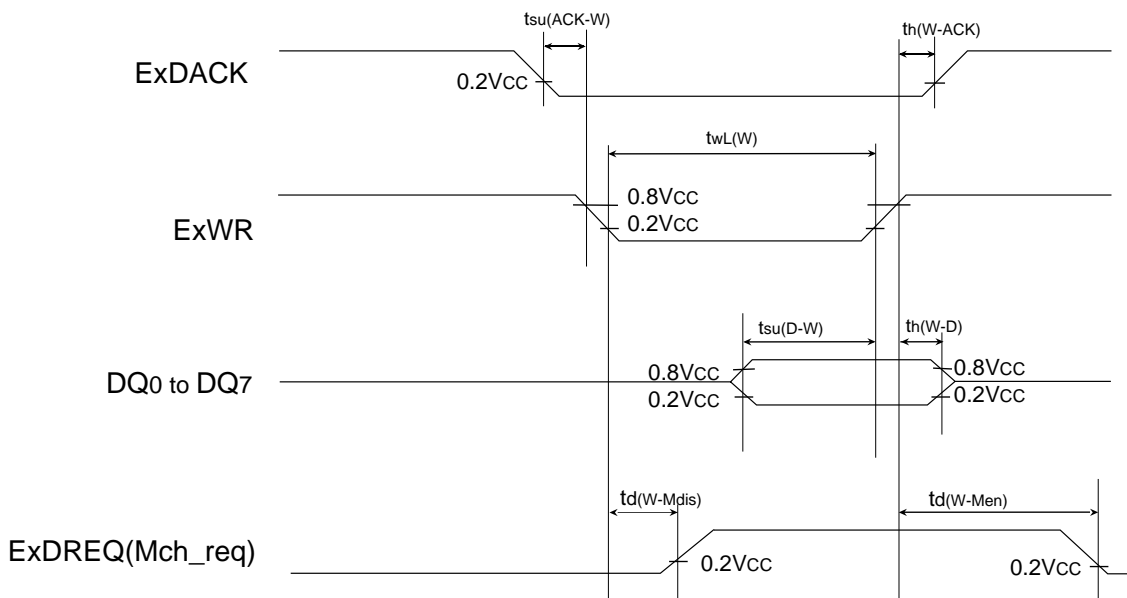 tsu(ACK-W)
th(W-ACK)
ExDACK
0.2VCC
twL(W)
0.8VCC
ExWR
0.2VCC
tsu(D-W)
th(W-D)
DQ0 to DQ7
0.8VCC
0.8VCC
0.2VCC
0.2VCC
td(W-Mdis)
td(W-Men)
ExDREQ(Mch_req)
0.2VCC
0.2VCC